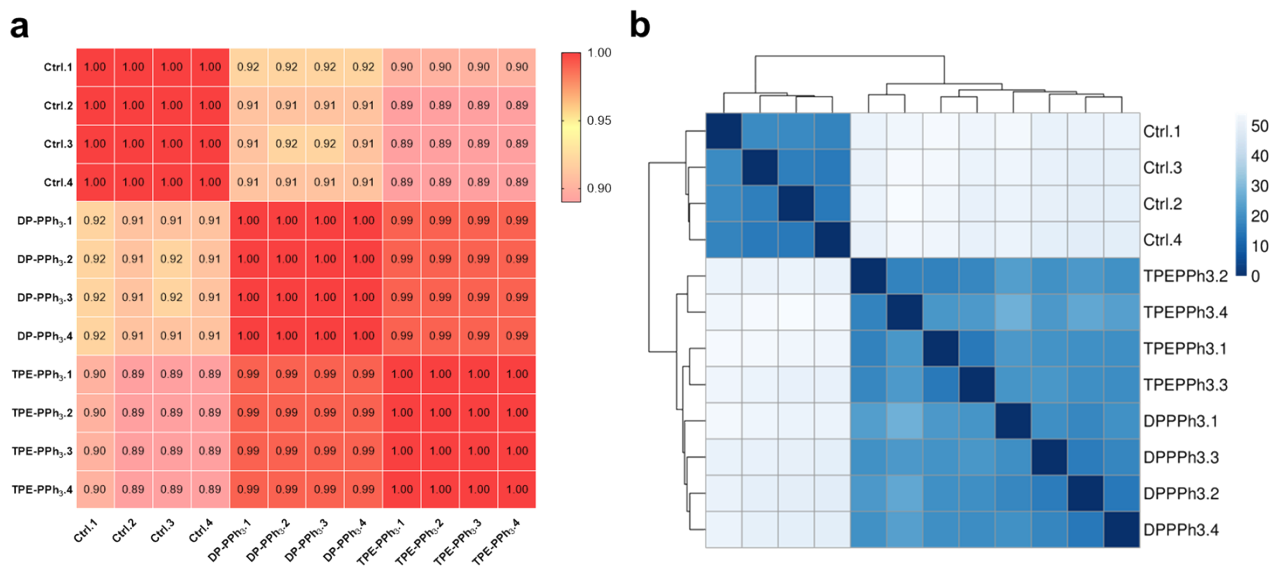 a
Ctrl.1 1.00 1.00 1.00 1.00 0.92 0.92 0.92 0.92 0.90 0.90 0.90 0.90
Ctrl.2 1.00 1.00 1.00 1.00 0.91 0.91 0.91 0.91 0.89 0.89 0.89 0.89
Ctrl.3 1.00 1.00 1.00 1.00 0.91 0.92 0.92 0.91 0.89 0.89 0.89 0.89
Ctrl.4 1.00 1.00 1.00 1.00 0.91 0.91 0.91 0.91 0.89 0.89 0.89 0.89
DP-PPh₃.1 0.92 0.91 0.91 0.91 1.00 1.00 1.00 1.00 0.99 0.99 0.99 0.99
DP-PPh₃.2 0.92 0.91 0.92 0.91 1.00 1.00 1.00 1.00 0.99 0.99 0.99 0.99
DP-PPh₃.3 0.92 0.91 0.92 0.91 1.00 1.00 1.00 1.00 0.99 0.99 0.99 0.99
DP-PPh₃.4 0.92 0.91 0.91 0.91 1.00 1.00 1.00 1.00 0.99 0.99 0.99 0.99
TPE-PPh₃.1 0.90 0.89 0.89 0.89 0.99 0.99 0.99 0.99 1.00 1.00 1.00 1.00
TPE-PPh₃.2 0.90 0.89 0.89 0.89 0.99 0.99 0.99 0.99 1.00 1.00 1.00 1.00
TPE-PPh₃.3 0.90 0.89 0.89 0.89 0.99 0.99 0.99 0.99 1.00 1.00 1.00 1.00
TPE-PPh₃.4 0.90 0.89 0.89 0.89 0.99 0.99 0.99 0.99 1.00 1.00 1.00 1.00
Ctrl.1 Ctrl.2 Ctrl.3 Ctrl.4 DP-PPh₃.1 DP-PPh₃.2 DP-PPh₃.3 DP-PPh₃.4 TPE-PPh₃.1 TPE-PPh₃.2 TPE-PPh₃.3 TPE-PPh₃.4
1.00
0.95
0.90
b
Ctrl.1
Ctrl.3
Ctrl.2
Ctrl.4
TPEPPh3.2
TPEPPh3.4
TPEPPh3.1
TPEPPh3.3
DPPPh3.1
DPPPh3.3
DPPPh3.2
DPPPh3.4
50
40
30
20
10
0